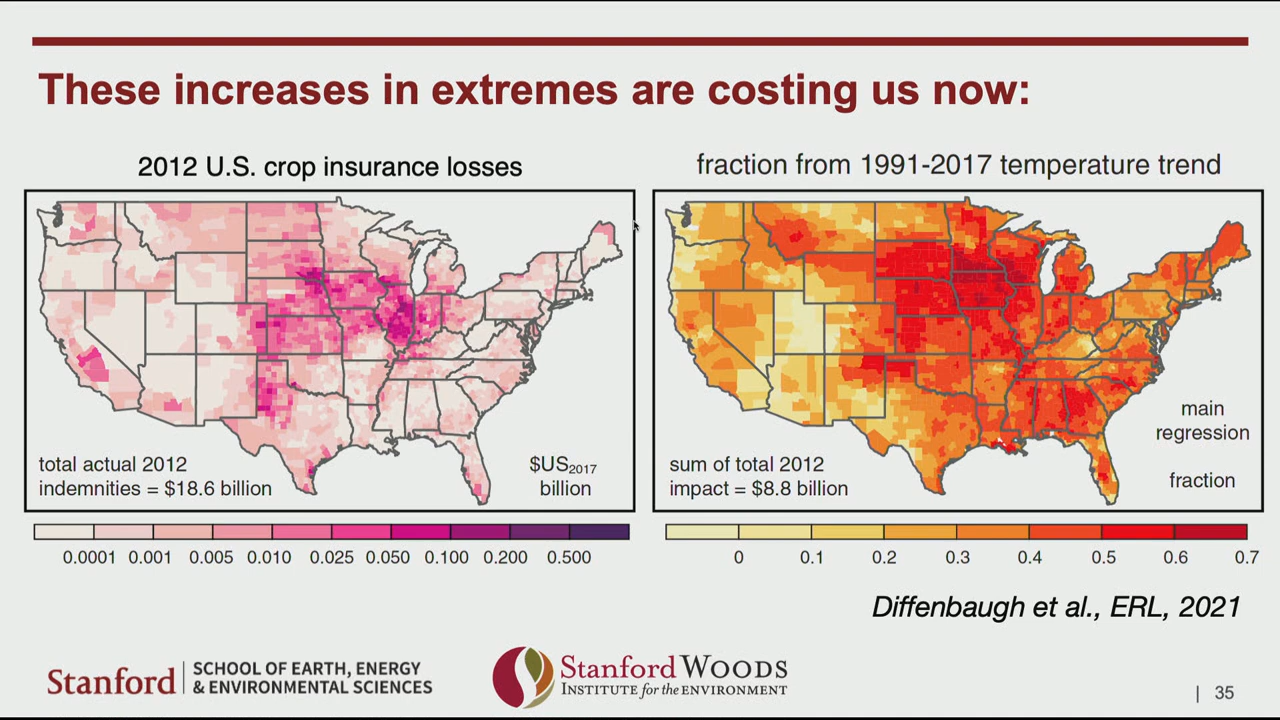 These increases in extremes are costing us now:
2012 U.S. crop insurance losses
fraction from 1991-2017 temperature trend
total actual 2012
indemnities = $18.6 billion
$US2017
billion
main
regression
sum of total 2012
impact = $8.8 billion
fraction
0.0001 0.001 0.005 0.010 0.025 0.050 0.100 0.200 0.500
0 0.1 0.2 0.3 0.4 0.5 0.6 0.7
Diffenbaugh et al., ERL, 2021
Stanford | SCHOOL OF EARTH, ENERGY
& ENVIRONMENTAL SCIENCES
Stanford WOODS
INSTITUTE for the ENVIRONMENT
| 35